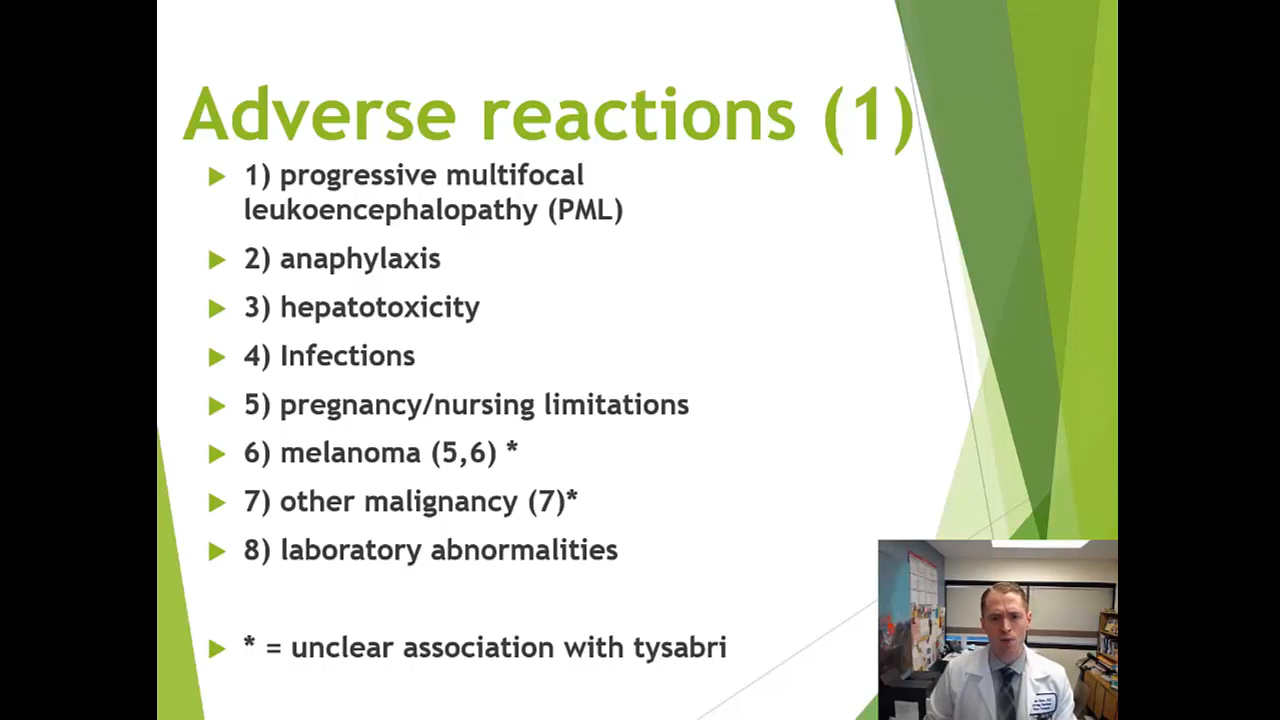 Adverse reactions (1)
1) progressive multifocal
leukoencephalopathy (PML)
2) anaphylaxis
3) hepatotoxicity
4) Infections
5) pregnancy/nursing limitations
6) melanoma (5,6) *
7) other malignancy (7)*
8) laboratory abnormalities
* = unclear association with tysabri